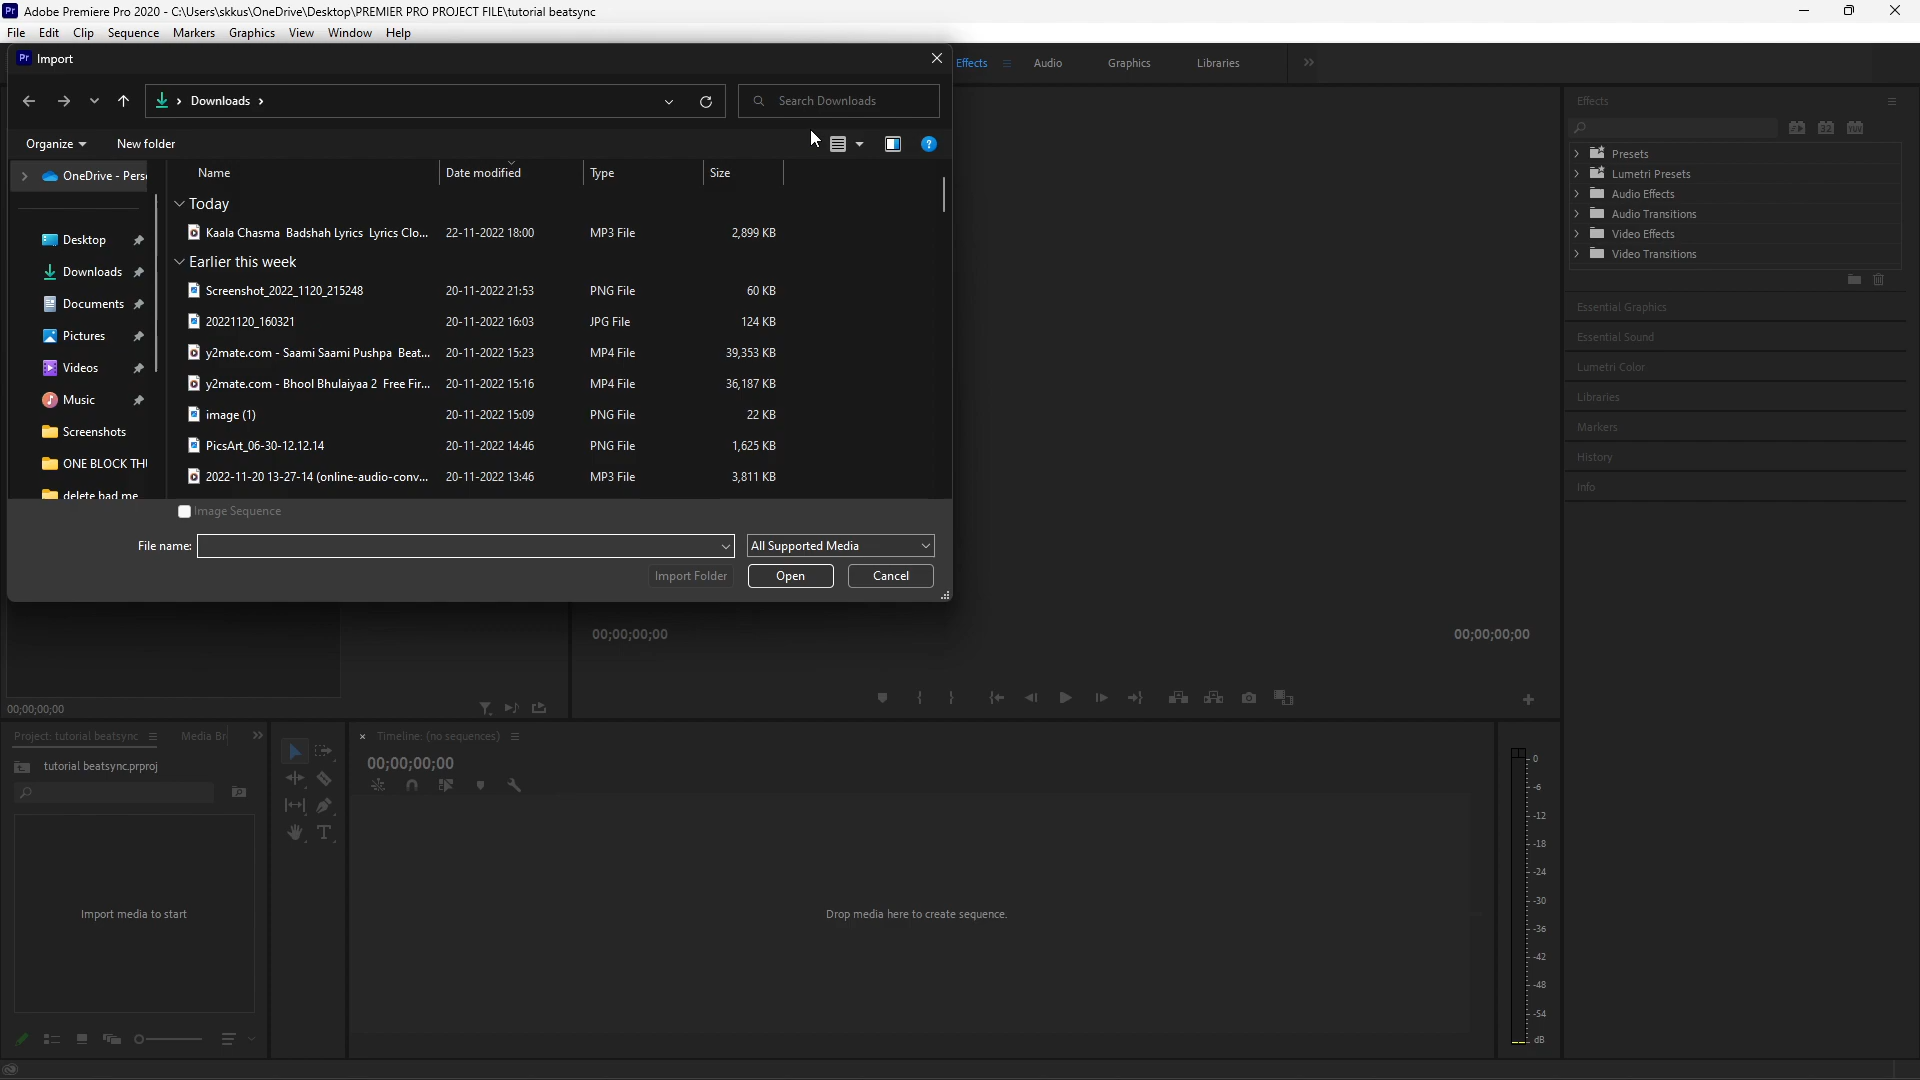 Pr Adobe Premiere Pro 2020 - C:\Users\skkus\OneDrive\Desktop\PREMIER PRO PROJECT FILE\tutorial beatsync
File Edit Clip Sequence Markers Graphics View Window Help
Pr Import
Effects Audio Graphics Libraries
Downloads
Search Downloads
Organize New folder
OneDrive - Pers
Desktop
Downloads
Documents
Pictures
Videos
Music
Screenshots
ONE BLOCK THU
delete bad me
Name Date modified Type Size
Today
Kaala Chasma Badshah Lyrics Lyrics Clo... 22-11-2022 18:00 MP3 File 2,899 KB
Earlier this week
Screenshot_2022_1120_215248 20-11-2022 21:53 PNG File 60 KB
20221120_160321 20-11-2022 16:03 JPG File 124 KB
y2mate.com - Saami Saami Pushpa Beat... 20-11-2022 15:23 MP4 File 39,353 KB
y2mate.com - Bhool Bhulaiyaa 2 Free Fir... 20-11-2022 15:16 MP4 File 36,187 KB
image (1) 20-11-2022 15:09 PNG File 22 KB
PicsArt_06-30-12.12.14 20-11-2022 14:46 PNG File 1,625 KB
2022-11-20 13-27-14 (online-audio-conv... 20-11-2022 13:46 MP3 File 3,811 KB
Image Sequence
File name:
All Supported Media
Import Folder Open Cancel
Effects
32
Presets
Lumetri Presets
Audio Effects
Audio Transitions
Video Effects
Video Transitions
Essential Graphics
Essential Sound
Lumetri Color
Libraries
Markers
History
Info
00;00;00;00
00;00;00;00
00;00;00;00
Project: tutorial beatsync Media Br
tutorial beatsync.prproj
Import media to start
Timeline: (no sequences)
00;00;00;00
Drop media here to create sequence.
0
-6
-12
-18
-24
-30
-36
-42
-48
-54
dB